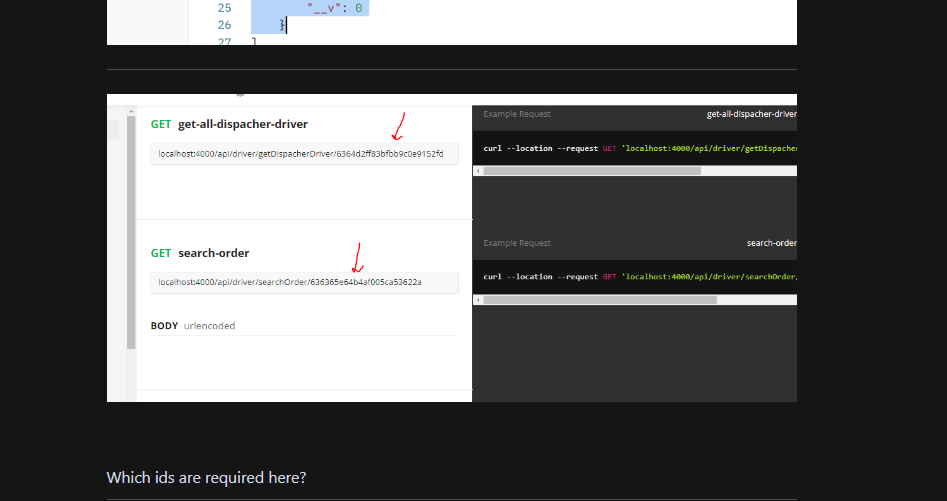 25 "__v": 0
26 }
27 ]
GET get-all-dispacher-driver
localhost:4000/api/driver/getDispacherDriver/6364d2ff83bfbb9c0e9152fd
Example Request get-all-dispacher-driver
curl --location --request GET 'localhost:4000/api/driver/getDispacher
GET search-order
localhost:4000/api/driver/searchOrder/636365e64b4af005ca53622a
BODY urlencoded
Example Request search-order
curl --location --request GET 'localhost:4000/api/driver/searchOrder/
Which ids are required here?